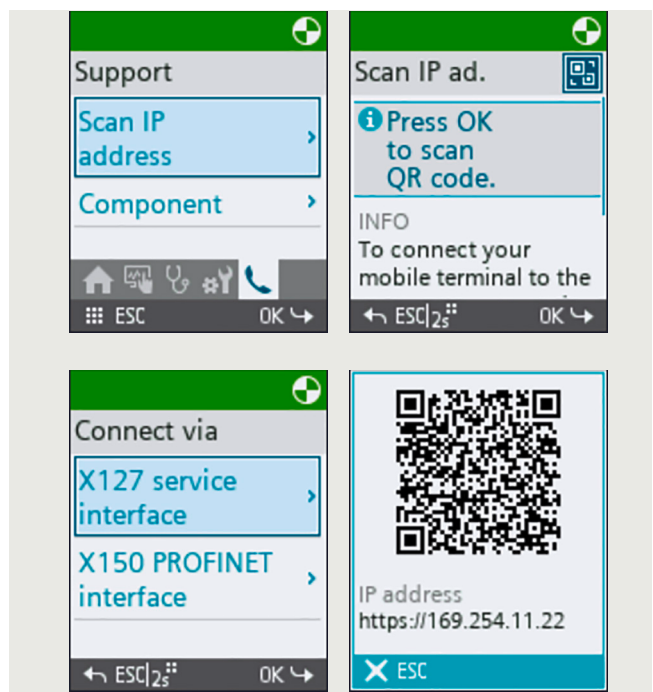 Support
Scan IP
address
Component
ESC OK
Scan IP ad.
Press OK
to scan
QR code.
INFO
To connect your
mobile terminal to the
ESC|2s OK
Connect via
X127 service
interface
X150 PROFINET
interface
ESC|2s OK
IP address
https://169.254.11.22
ESC